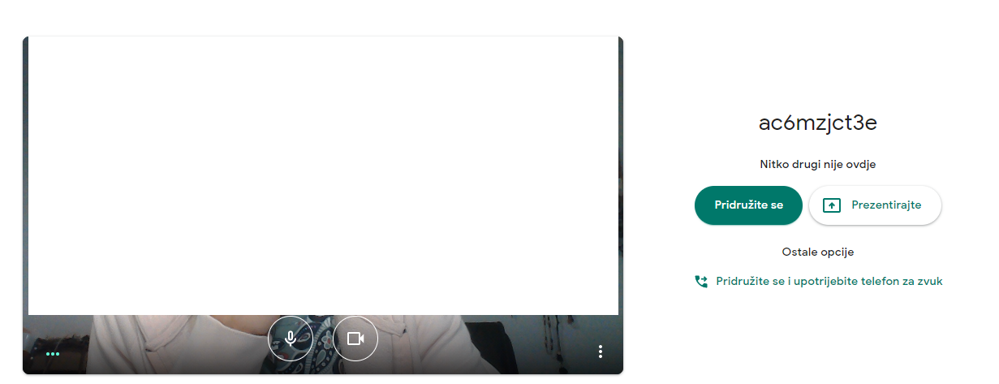 ac6mzjct3e
Nitko drugi nije ovdje
Pridružite se
Prezentirajte
Ostale opcije
Pridružite se i upotrijebite telefon za zvuk